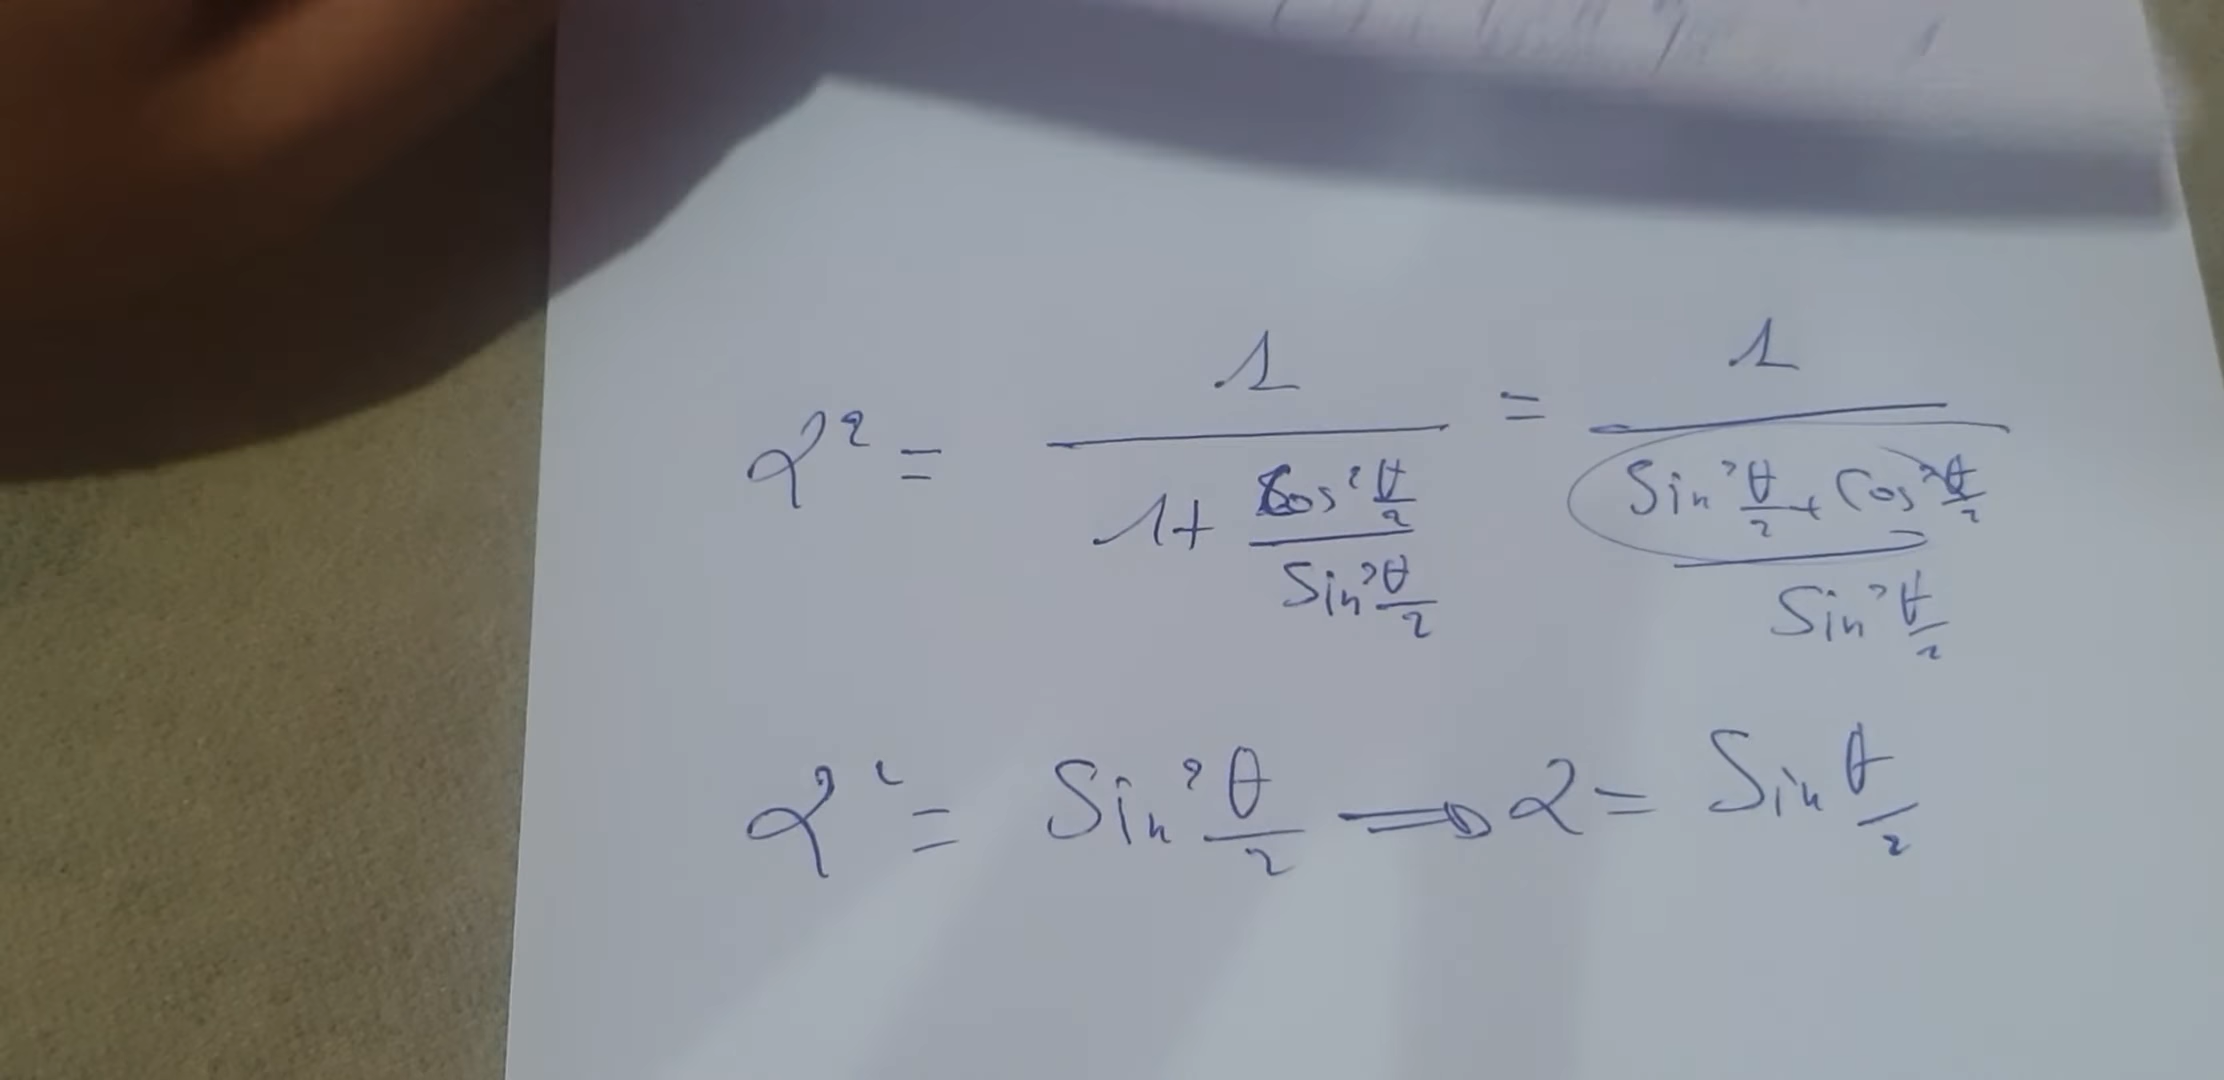 α² = 1 / (1 + (Cos² θ/2) / (Sin² θ/2)) = 1 / ((Sin² θ/2 + Cos² θ/2) / (Sin² θ/2))
α² = Sin² θ/2 ⟹ α = Sin θ/2